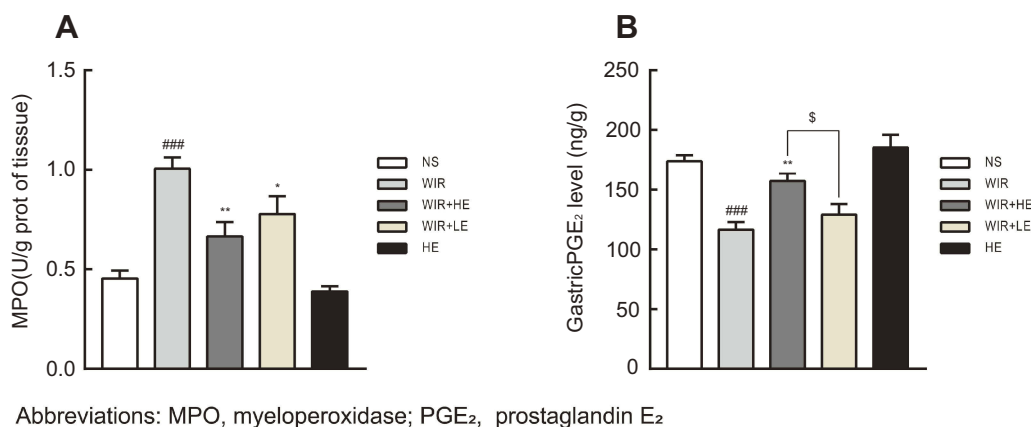 A
MPO(U/g prot of tisssue)
1.5
1.0
0.5
0.0
###
**
*
NS
WIR
WIR+HE
WIR+LE
HE
B
GastricPGE₂ level (ng/g)
250
200
150
100
50
0
###
**
$
NS
WIR
WIR+HE
WIR+LE
HE
Abbreviations: MPO, myeloperoxidase; PGE₂, prostaglandin E₂